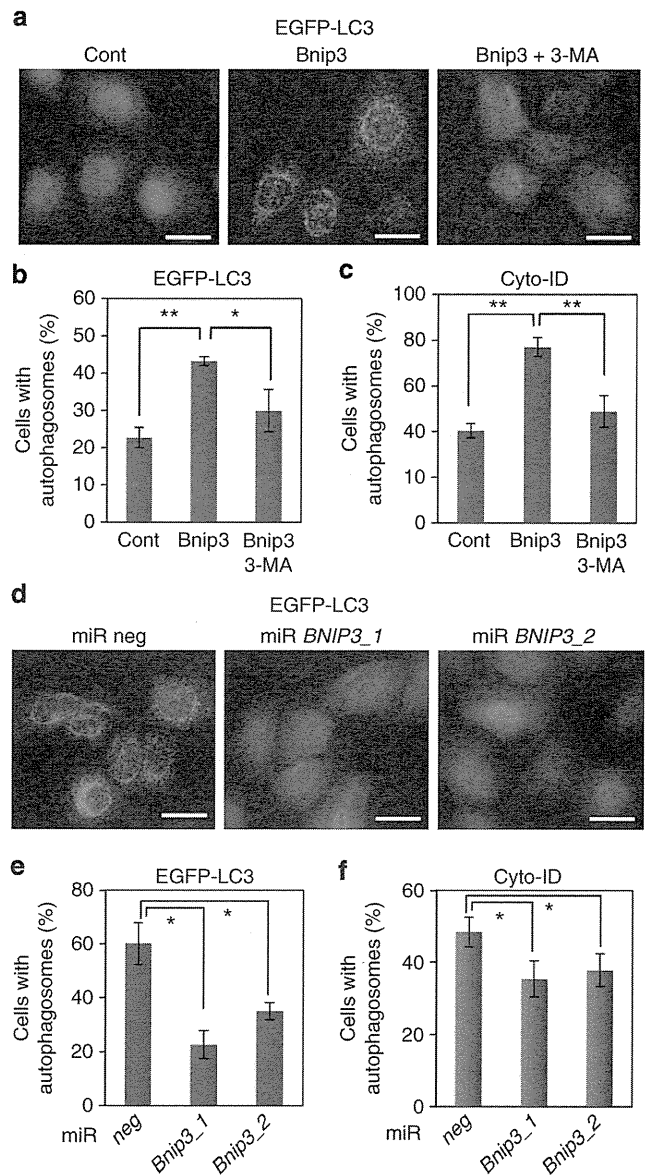 a
EGFP-LC3
Cont
Bnip3
Bnip3 + 3-MA
b
EGFP-LC3
Cells with
autophagosomes (%)
60
50
40
30
20
10
0
**
*
Cont
Bnip3
Bnip3
3-MA
c
Cyto-ID
Cells with
autophagosomes (%)
100
80
60
40
10
0
**
**
Cont
Bnip3
Bnip3
3-MA
d
EGFP-LC3
miR neg
miR BNIP3_1
miR BNIP3_2
e
EGFP-LC3
Cells with
autophagosomes (%)
80
60
40
20
0
*
*
miR
neg
Bnip3_1
Bnip3_2
f
Cyto-ID
Cells with
autophagosomes (%)
60
40
20
0
*
*
miR
neg
Bnip3_1
Bnip3_2